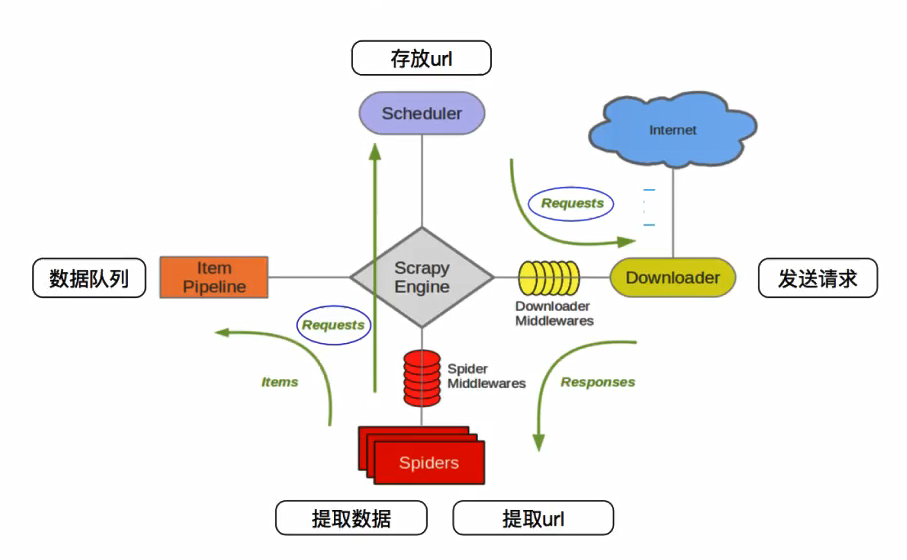 存放url
Scheduler
Internet
Requests
数据队列
Item
Pipeline
Scrapy
Engine
Downloader
发送请求
Downloader
Middlewares
Requests
Items
Spider
Middlewares
Responses
Spiders
提取数据
提取url